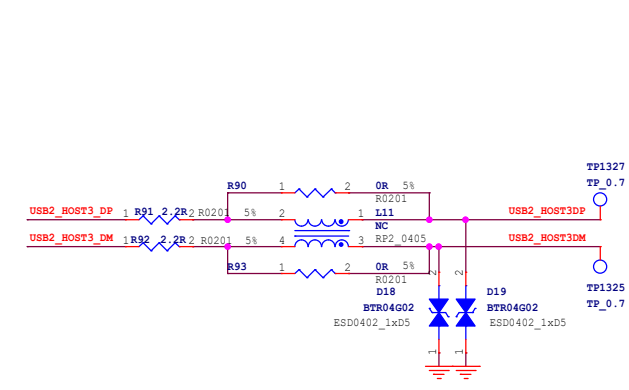 TP1327
TP_0.7
R90 1 2 0R 5%
R0201
USB2_HOST3_DP 1 R91 2.2R 2 R0201 5% 2 1 L11 USB2_HOST3DP
NC
USB2_HOST3_DM 1 R92 2.2R 2 R0201 5% 4 3 RP2_0405 USB2_HOST3DM
R93 1 2 0R 5%
R0201
2 2
TP1325
TP_0.7
D18 D19
BTR04G02 BTR04G02
ESD0402_1xD5 ESD0402_1xD5
1 1